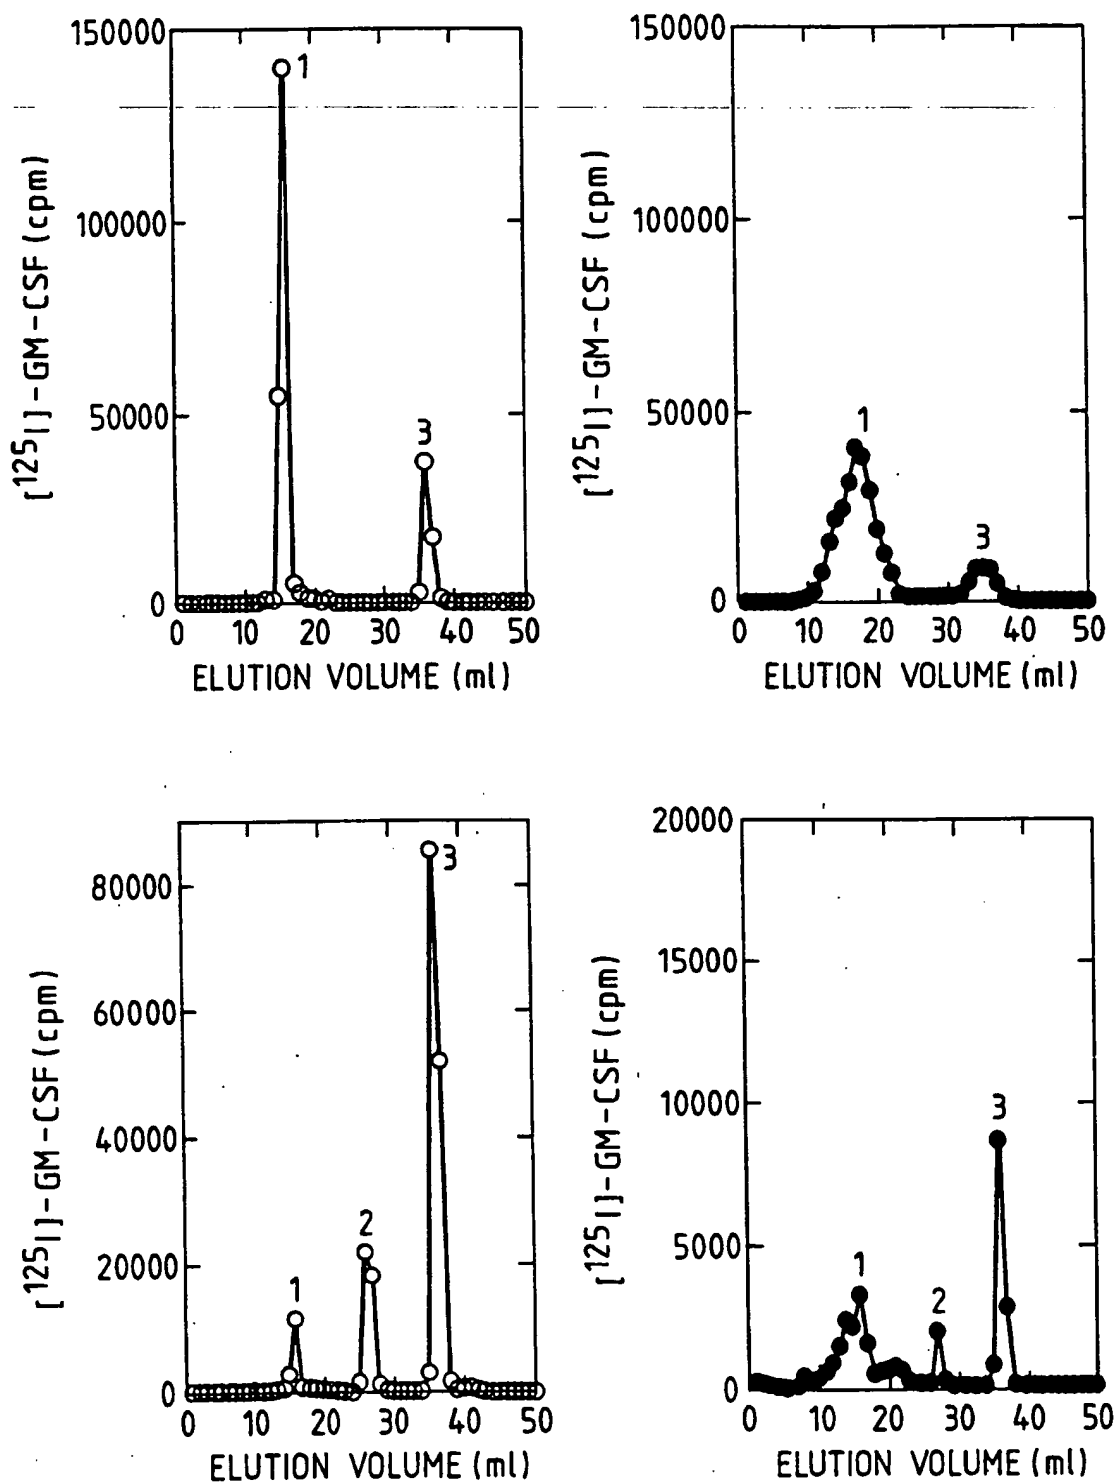 150000
100000
50000
0
[¹²⁵I]-GM-CSF (cpm)
1
3
0 10 20 30 40 50
ELUTION VOLUME (ml)
150000
100000
50000
0
[¹²⁵I]-GM-CSF (cpm)
1
3
0 10 20 30 40 50
ELUTION VOLUME (ml)
80000
60000
40000
20000
0
[¹²⁵I]-GM-CSF (cpm)
1
2
3
0 10 20 30 40 50
ELUTION VOLUME (ml)
20000
15000
10000
5000
0
[¹²⁵I]-GM-CSF (cpm)
1
2
3
0 10 20 30 40 50
ELUTION VOLUME (ml)